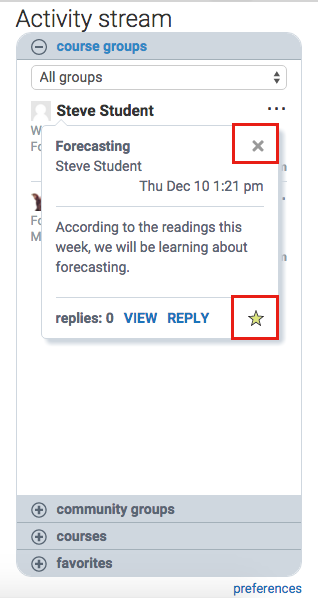 Activity stream
course groups
All groups
Steve Student ...
Forecasting
Steve Student
Thu Dec 10 1:21 pm
According to the readings this
week, we will be learning about
forecasting.
replies: 0 VIEW REPLY
community groups
courses
favorites
preferences